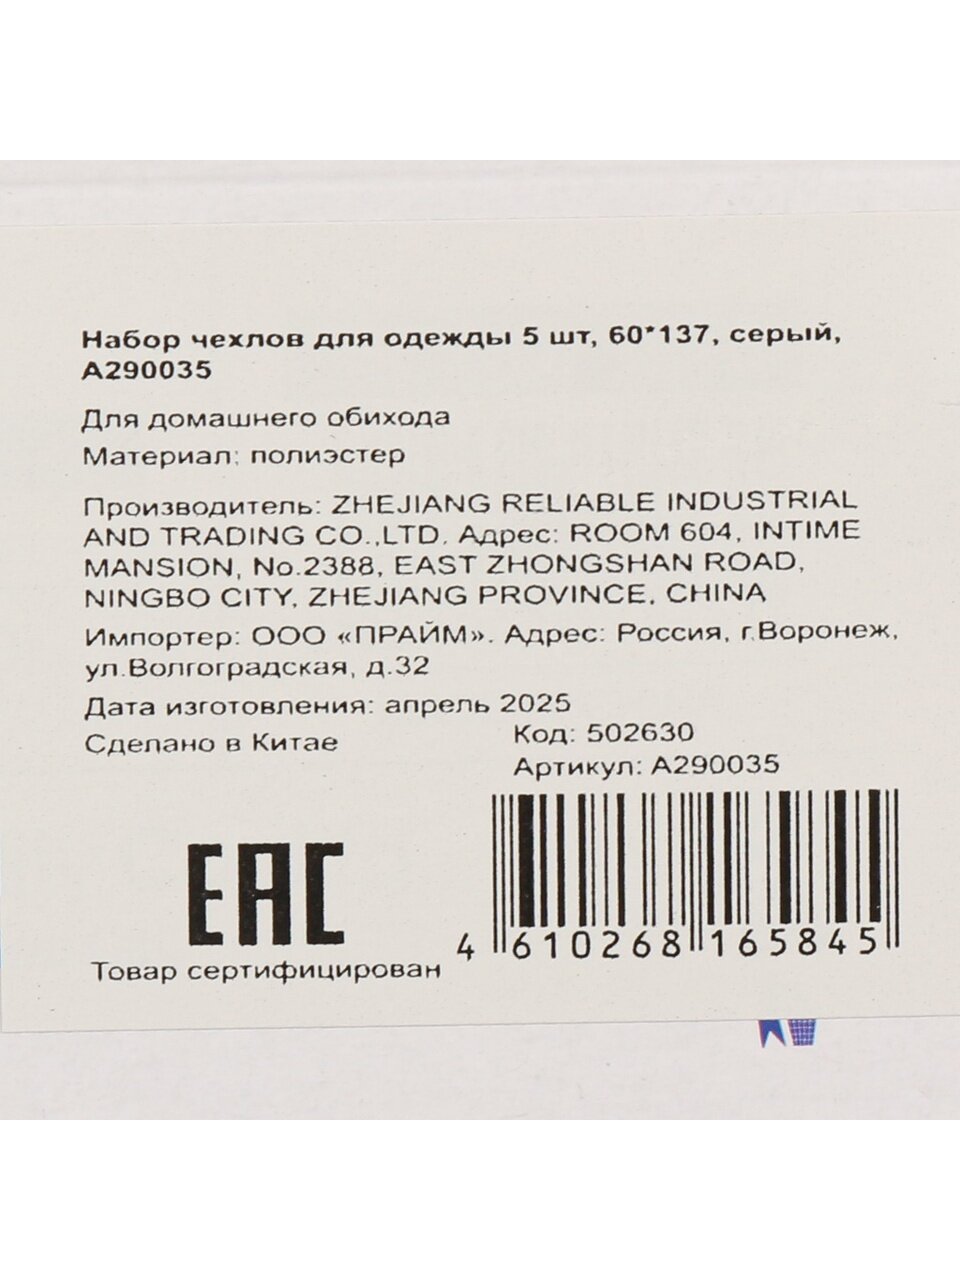 Набор чехлов для одежды 5 шт, 60*137, серый,
А290035
Для домашнего обихода
Материал: полиэстер
Производитель: ZHEJIANG RELIABLE INDUSTRIAL
AND TRADING CO.,LTD. Адрес: ROOM 604, INTIME
MANSION, No.2388, EAST ZHONGSHAN ROAD,
NINGBO CITY, ZHEJIANG PROVINCE, CHINA
Импортер: ООО «ПРАЙМ». Адрес: Россия, г.Воронеж,
ул.Волгоградская, д.32
Дата изготовления: апрель 2025
Сделано в Китае
Код: 502630
Артикул: А290035
EAC
Товар сертифицирован
4 610268 165845